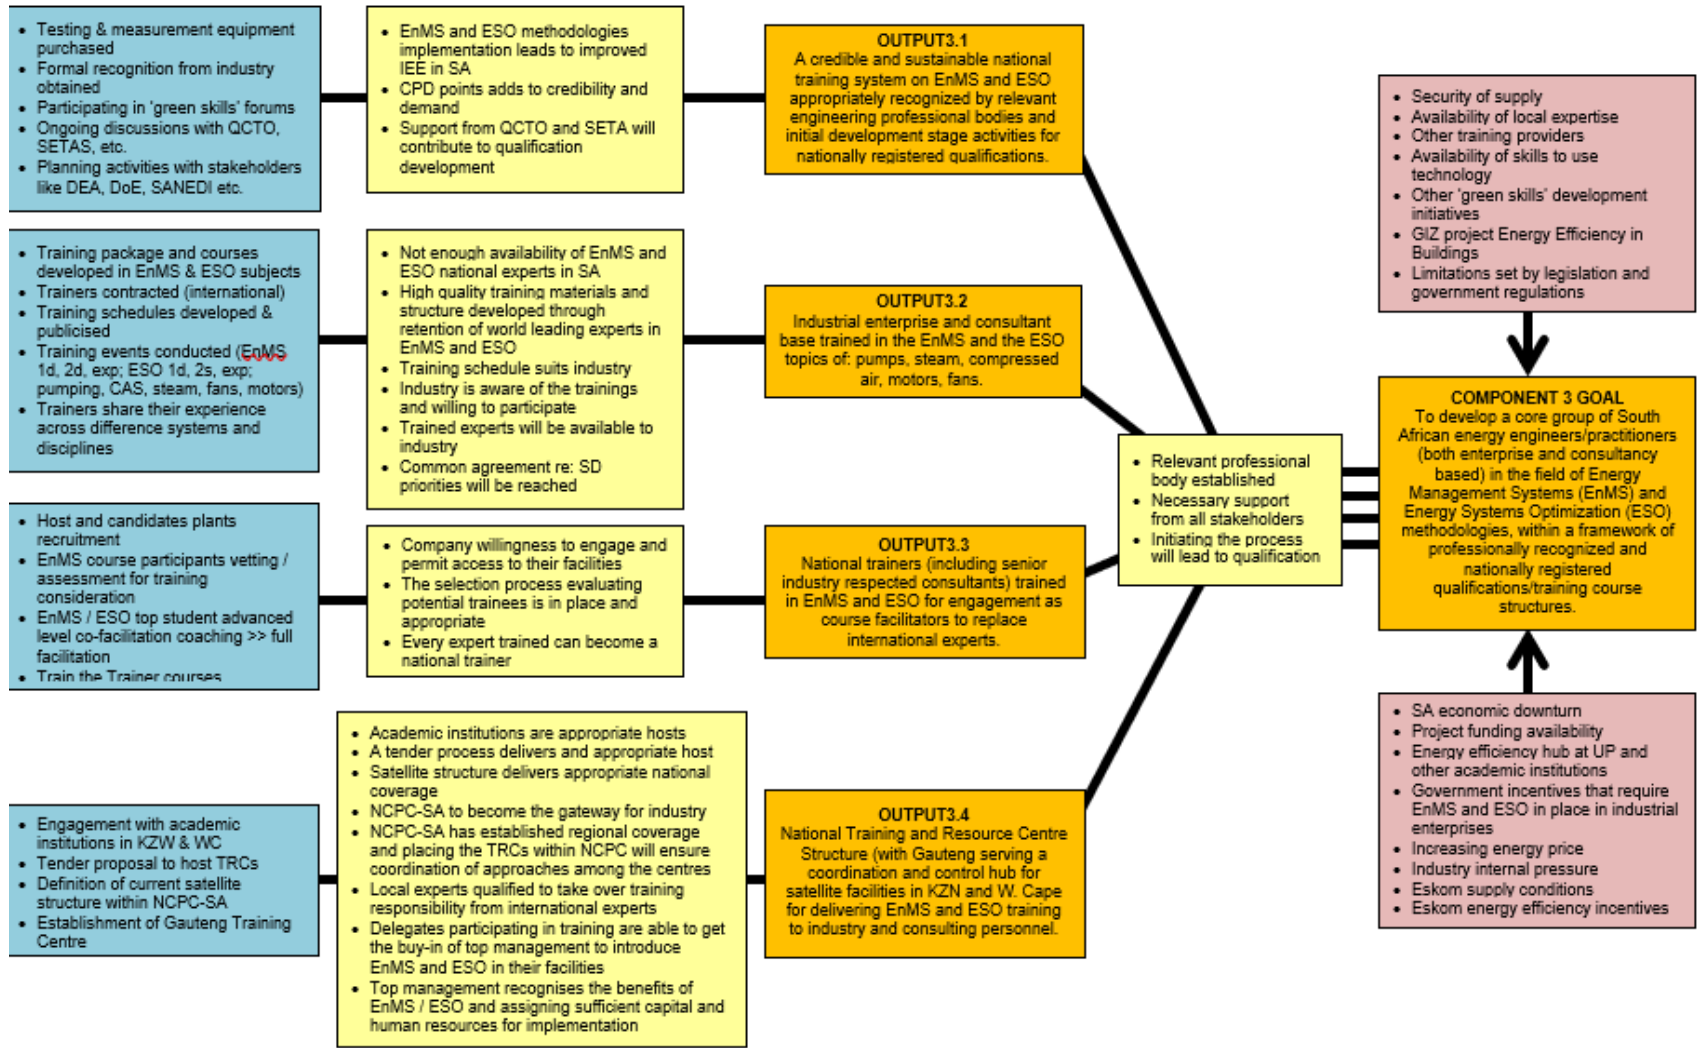 • Testing & measurement equipment
purchased
• Formal recognition from industry
obtained
• Participating in 'green skills' forums
• Ongoing discussions with QCTO,
SETAS, etc.
• Planning activities with stakeholders
like DEA, DoE, SANEDI etc.
• EnMS and ESO methodologies
implementation leads to improved
IEE in SA
• CPD points adds to credibility and
demand
• Support from QCTO and SETA will
contribute to qualification
development
OUTPUT3.1
A credible and sustainable national
training system on EnMS and ESO
appropriately recognized by relevant
engineering professional bodies and
initial development stage activities for
nationally registered qualifications.
• Security of supply
• Availability of local expertise
• Other training providers
• Availability of skills to use
technology
• Other 'green skills' development
initiatives
• GIZ project Energy Efficiency in
Buildings
• Limitations set by legislation and
government regulations
• Training package and courses
developed in EnMS & ESO subjects
• Trainers contracted (international)
• Training schedules developed &
publicised
• Training events conducted (EnMS
1d, 2d, exp; ESO 1d, 2s, exp;
pumping, CAS, steam, fans, motors)
• Trainers share their experience
across difference systems and
disciplines
• Not enough availability of EnMS and
ESO national experts in SA
• High quality training materials and
structure developed through
retention of world leading experts in
EnMS and ESO
• Training schedule suits industry
• Industry is aware of the trainings
and willing to participate
• Trained experts will be available to
industry
• Common agreement re: SD
priorities will be reached
OUTPUT3.2
Industrial enterprise and consultant
base trained in the EnMS and the ESO
topics of: pumps, steam, compressed
air, motors, fans.
• Relevant professional
body established
• Necessary support
from all stakeholders
• Initiating the process
will lead to qualification
COMPONENT 3 GOAL
To develop a core group of South
African energy engineers/practitioners
(both enterprise and consultancy
based) in the field of Energy
Management Systems (EnMS) and
Energy Systems Optimization (ESO)
methodologies, within a framework of
professionally recognized and
nationally registered
qualifications/training course
structures.
• Host and candidates plants
recruitment
• EnMS course participants vetting /
assessment for training
consideration
• EnMS / ESO top student advanced
level co-facilitation coaching >> full
facilitation
• Train the Trainer courses
• Company willingness to engage and
permit access to their facilities
• The selection process evaluating
potential trainees is in place and
appropriate
• Every expert trained can become a
national trainer
OUTPUT3.3
National trainers (including senior
industry respected consultants) trained
in EnMS and ESO for engagement as
course facilitators to replace
international experts.
• Engagement with academic
institutions in KZW & WC
• Tender proposal to host TRCs
• Definition of current satellite
structure within NCPC-SA
• Establishment of Gauteng Training
Centre
• Academic institutions are appropriate hosts
• A tender process delivers and appropriate host
• Satellite structure delivers appropriate national
coverage
• NCPC-SA to become the gateway for industry
• NCPC-SA has established regional coverage
and placing the TRCs within NCPC will ensure
coordination of approaches among the centres
• Local experts qualified to take over training
responsibility from international experts
• Delegates participating in training are able to get
the buy-in of top management to introduce
EnMS and ESO in their facilities
• Top management recognises the benefits of
EnMS / ESO and assigning sufficient capital and
human resources for implementation
OUTPUT3.4
National Training and Resource Centre
Structure (with Gauteng serving a
coordination and control hub for
satellite facilities in KZN and W. Cape
for delivering EnMS and ESO training
to industry and consulting personnel.
• SA economic downturn
• Project funding availability
• Energy efficiency hub at UP and
other academic institutions
• Government incentives that require
EnMS and ESO in place in industrial
enterprises
• Increasing energy price
• Industry internal pressure
• Eskom supply conditions
• Eskom energy efficiency incentives